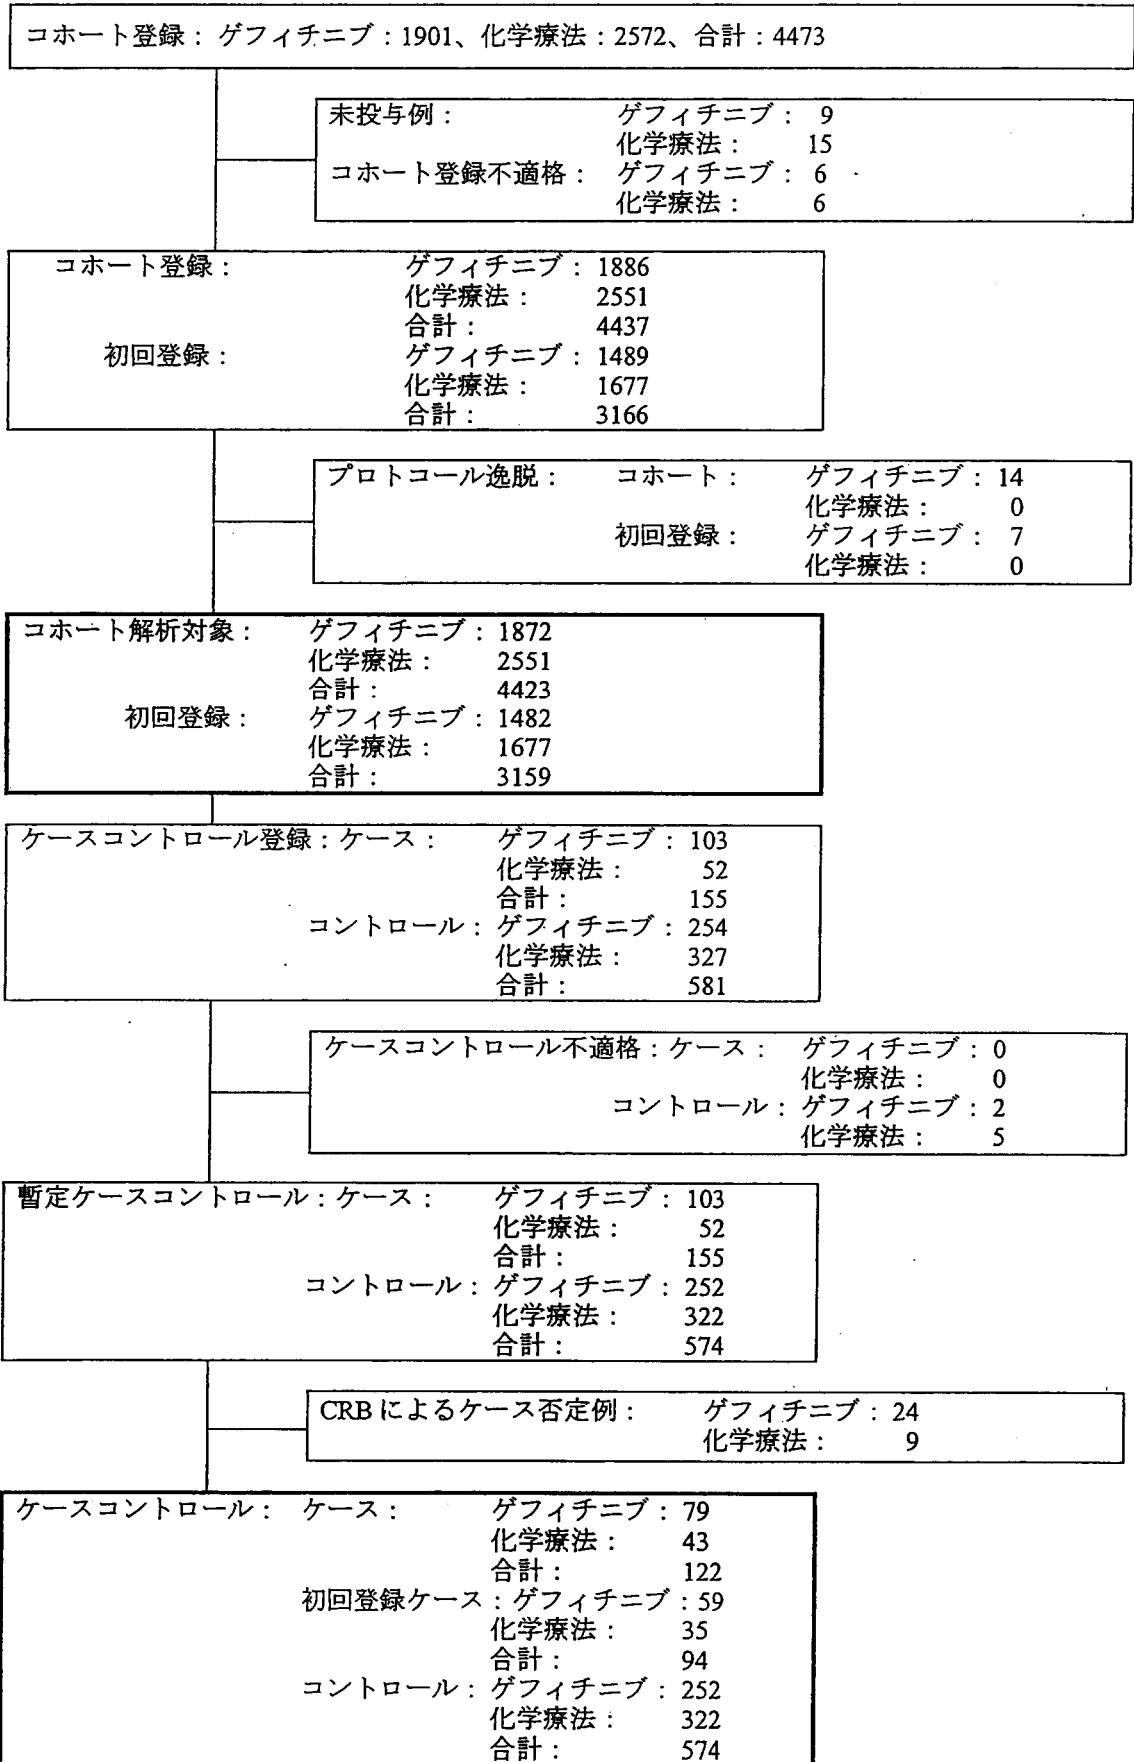 コホート登録： ゲフィチニブ：1901、化学療法：2572、合計：4473
未投与例： ゲフィチニブ： 9
化学療法： 15
コホート登録不適格： ゲフィチニブ： 6
化学療法： 6
コホート登録： ゲフィチニブ： 1886
化学療法： 2551
合計： 4437
初回登録： ゲフィチニブ： 1489
化学療法： 1677
合計： 3166
プロトコール逸脱： コホート： ゲフィチニブ： 14
化学療法： 0
初回登録： ゲフィチニブ： 7
化学療法： 0
コホート解析対象： ゲフィチニブ： 1872
化学療法： 2551
合計： 4423
初回登録： ゲフィチニブ： 1482
化学療法： 1677
合計： 3159
ケースコントロール登録：ケース： ゲフィチニブ： 103
化学療法： 52
合計： 155
コントロール： ゲフィチニブ： 254
化学療法： 327
合計： 581
ケースコントロール不適格：ケース： ゲフィチニブ： 0
化学療法： 0
コントロール： ゲフィチニブ： 2
化学療法： 5
暫定ケースコントロール：ケース： ゲフィチニブ： 103
化学療法： 52
合計： 155
コントロール： ゲフィチニブ： 252
化学療法： 322
合計： 574
CRBによるケース否定例： ゲフィチニブ： 24
化学療法： 9
ケースコントロール： ケース： ゲフィチニブ： 79
化学療法： 43
合計： 122
初回登録ケース：ゲフィチニブ：59
化学療法： 35
合計： 94
コントロール： ゲフィチニブ： 252
化学療法： 322
合計： 574